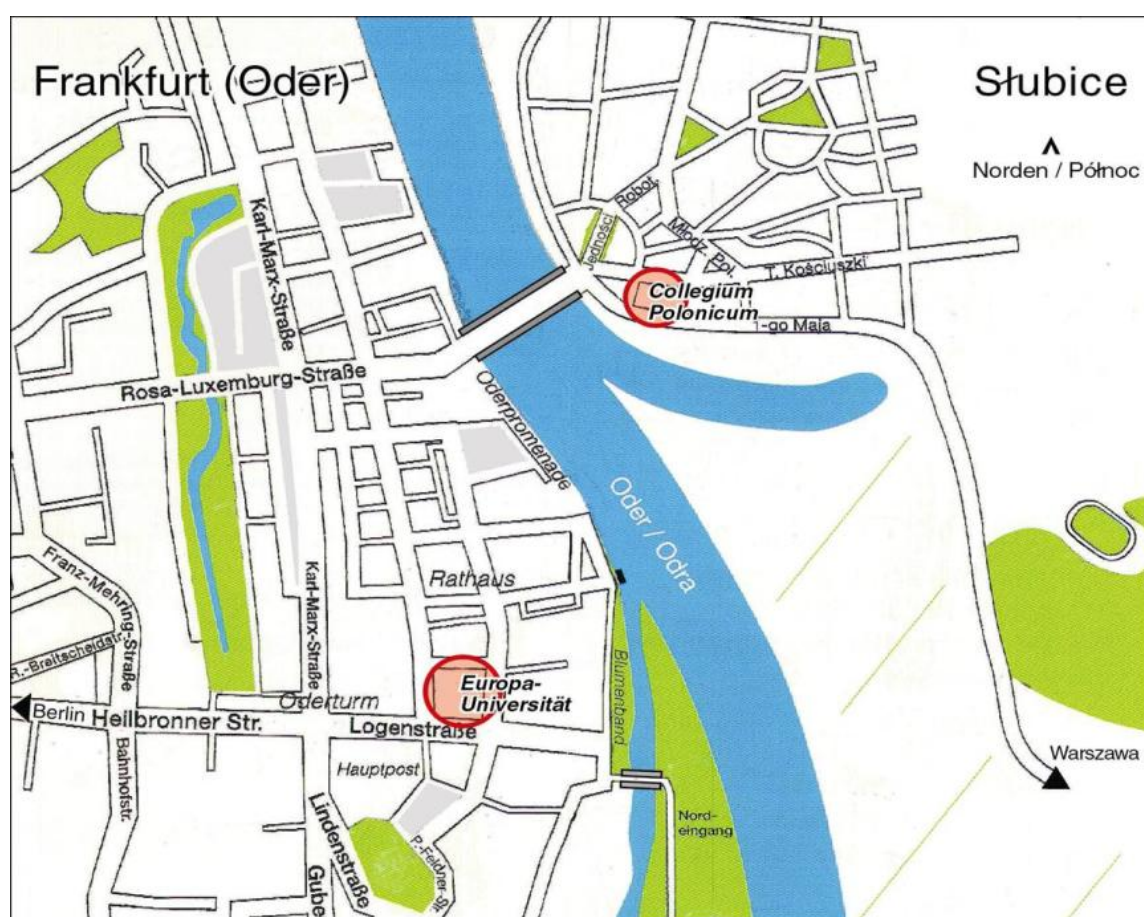 Frankfurt (Oder)
Słubice
Norden / Północ
Robot.
Jedności
Młodz. Pol.
T. Kościuszki
Karl-Marx-Straße
Collegium
Polonicum
1-go Maja
Rosa-Luxemburg-Straße
Oderpromenade
Oder / Odra
Franz-Mehring-Straße
Rathaus
Karl-Marx-Straße
R.-Breitscheidstr.
Europa-
Universität
Blumenband
Oderturm
Berlin
Heilbronner Str.
Logenstraße
Bahnhofstr.
Hauptpost
Warszawa
Lindenstraße
Nord-
eingang
P.-Feldner-Str.
Gube